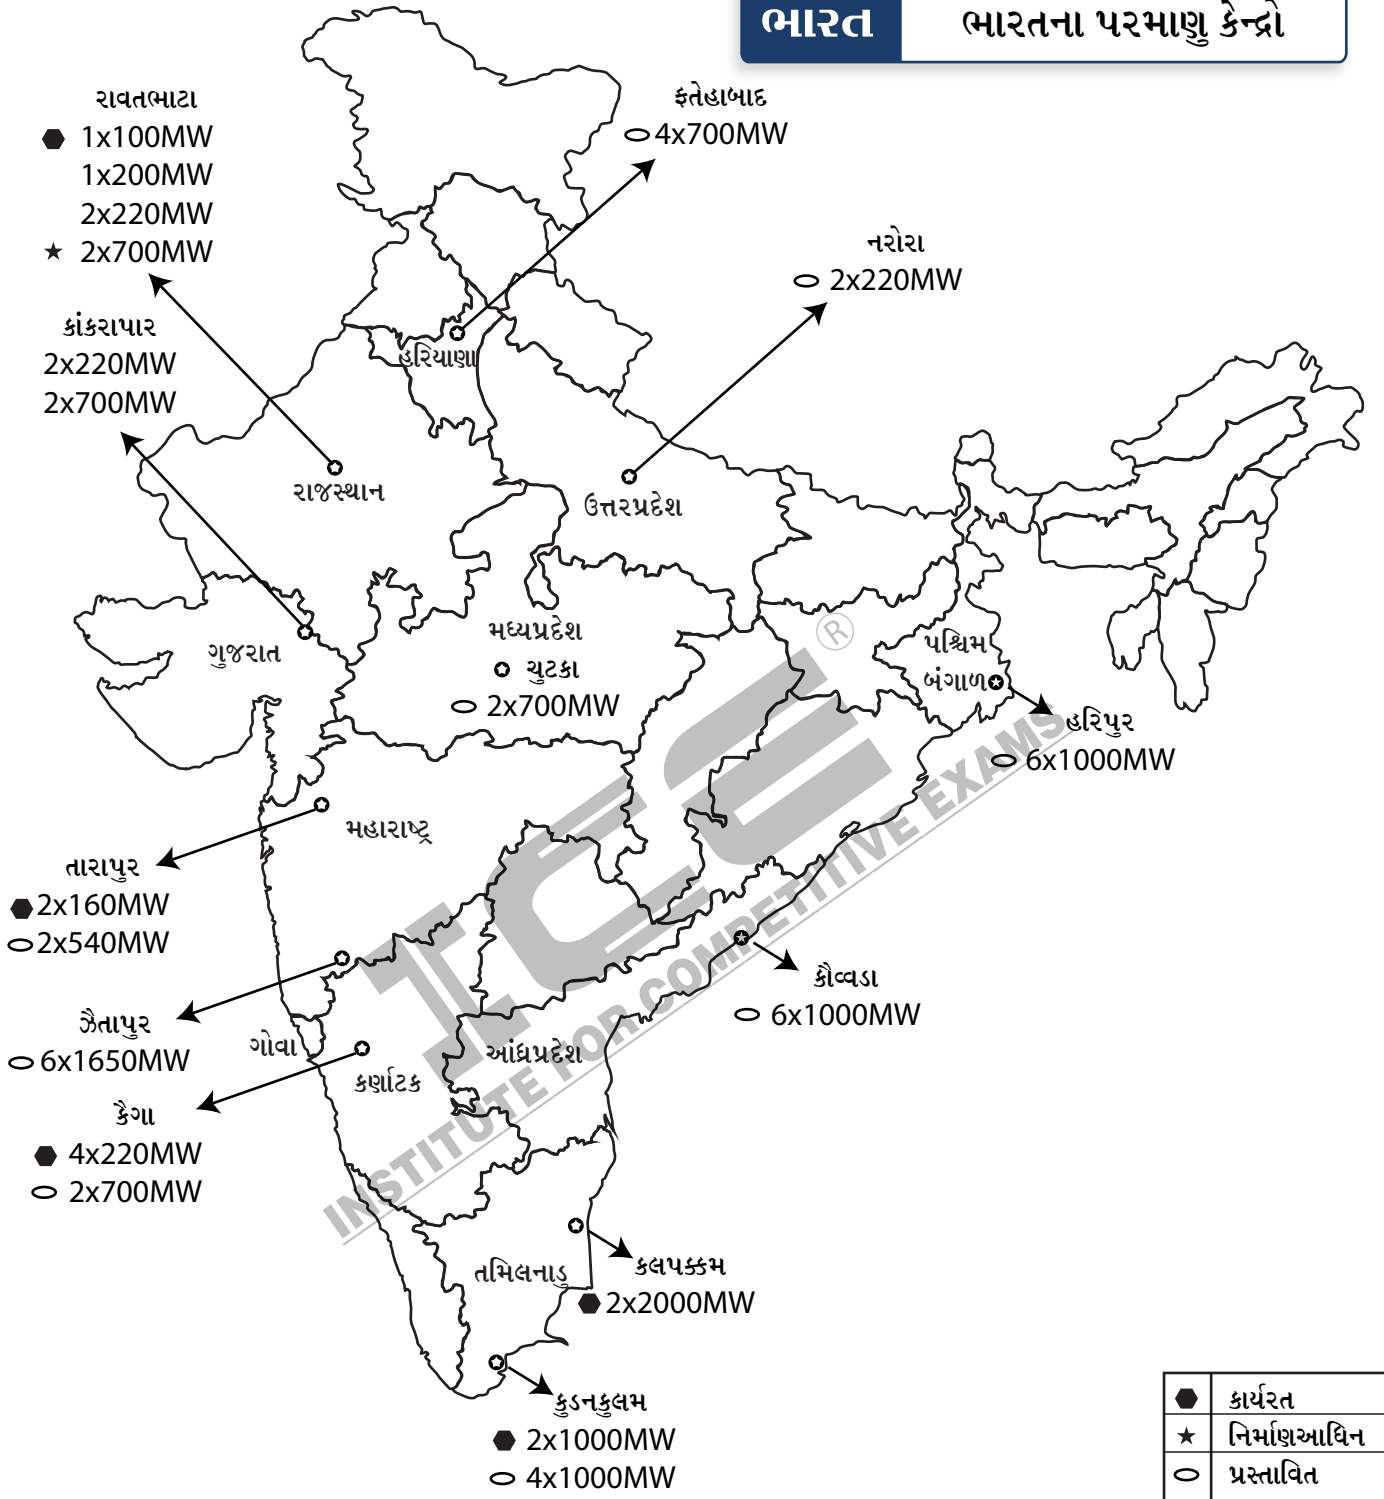 ભારત
ભારતના પરમાણુ કેન્દ્રો
રાવતભાટા
1x100MW
1x200MW
2x220MW
2x700MW
ફતેહાબાદ
4x700MW
નરોરા
2x220MW
કાંકરાપાર
2x220MW
2x700MW
હરિયાણા
રાજસ્થાન
ઉત્તરપ્રદેશ
ગુજરાત
મધ્યપ્રદેશ
ચુટકા
2x700MW
પશ્ચિમ
બંગાળ
હરિપુર
6x1000MW
મહારાષ્ટ્ર
તારાપુર
2x160MW
2x540MW
ઝૈતાપુર
6x1650MW
ગોવા
કર્ણાટક
આંધ્રપ્રદેશ
કૌવ્વડા
6x1000MW
કૈગા
4x220MW
2x700MW
તમિલનાડુ
કલપક્કમ
2x2000MW
કુડનકુલમ
2x1000MW
4x1000MW
કાર્યરત
નિર્માણઆધિન
પ્રસ્તાવિત
ICE ®
INSTITUTE FOR COMPETITIVE EXAMS